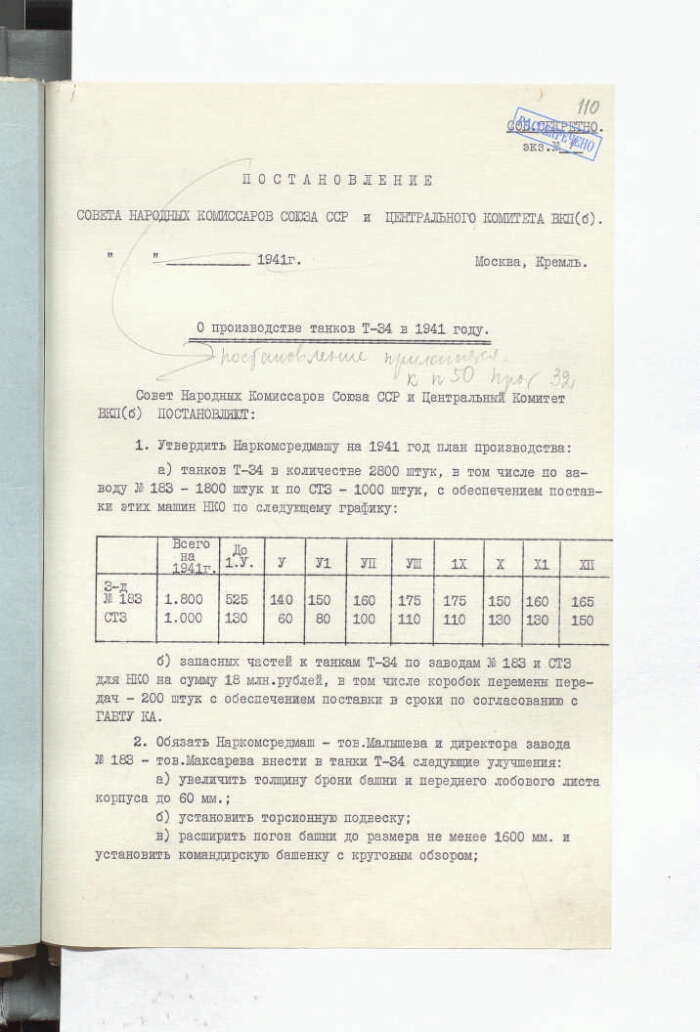 110
СОВ.СЕКРЕТНО.
РАССЕКРЕЧЕНО
экз.№___
ПОСТАНОВЛЕНИЕ
СОВЕТА НАРОДНЫХ КОМИССАРОВ СОЮЗА ССР и ЦЕНТРАЛЬНОГО КОМИТЕТА ВКП(б).
" " __________ 1941г. Москва, Кремль.
О производстве танков Т-34 в 1941 году.
постановление
к п 50 Прот 32
Совет Народных Комиссаров Союза ССР и Центральный Комитет
ВКП(б) ПОСТАНОВЛЯЮТ:
1. Утвердить Наркомсредмашу на 1941 год план производства:
а) танков Т-34 в количестве 2800 штук, в том числе по за-
воду № 183 - 1800 штук и по СТЗ - 1000 штук, с обеспечением постав-
ки этих машин НКО по следующему графику:
Всего на 1941г. До 1.У. У У1 УП УШ 1Х Х Х1 ХП
З-д
№ 183 1.800 525 140 150 160 175 175 150 160 165
СТЗ 1.000 130 60 80 100 110 110 130 130 150
б) запасных частей к танкам Т-34 по заводам № 183 и СТЗ
для НКО на сумму 18 млн.рублей, в том числе коробок перемены пере-
дач - 200 штук с обеспечением поставки в сроки по согласованию с
ГАБТУ КА.
2. Обязать Наркомсредмаш - тов.Малышева и директора завода
№ 183 - тов.Максарева внести в танки Т-34 следующие улучшения:
а) увеличить толщину брони башни и переднего лобового листа
корпуса до 60 мм.;
б) установить торсионную подвеску;
в) расширить погон башни до размера не менее 1600 мм. и
установить командирскую башенку с круговым обзором;